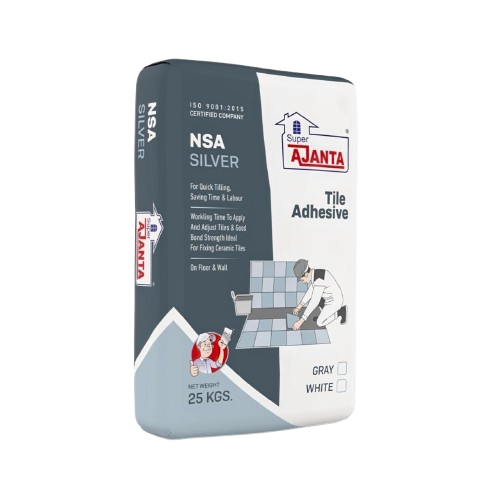 ISO 9001:2015
CERTIFIED COMPANY
NSA
SILVER
For Quick Tilling,
Saving Time & Labour
Workling Time To Apply
And Adjust Tiles & Good
Bond Strength Ideal
For Fixing Ceramic Tiles
On Floor & Wall
NET WEIGHT
25 KGS.
Super
AJANTA
®
Tile
Adhesive
GRAY
WHITE
NSA
SILVER
Super
AJANTA